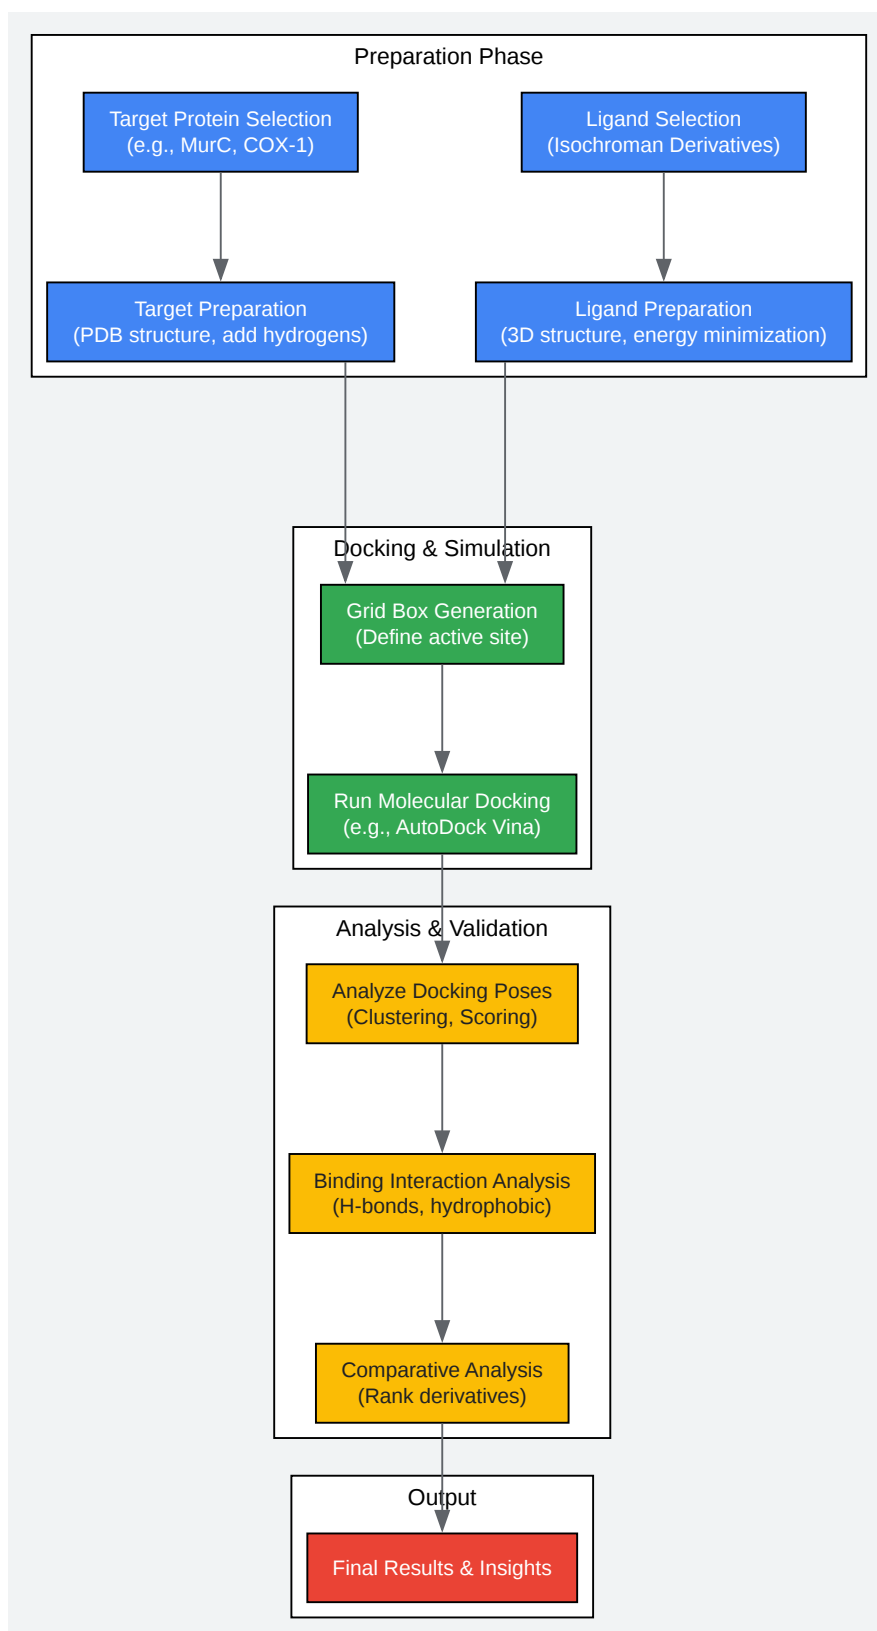 Preparation Phase
Target Protein Selection
(e.g., MurC, COX-1)
Ligand Selection
(Isochroman Derivatives)
Target Preparation
(PDB structure, add hydrogens)
Ligand Preparation
(3D structure, energy minimization)
Docking & Simulation
Grid Box Generation
(Define active site)
Run Molecular Docking
(e.g., AutoDock Vina)
Analysis & Validation
Analyze Docking Poses
(Clustering, Scoring)
Binding Interaction Analysis
(H-bonds, hydrophobic)
Comparative Analysis
(Rank derivatives)
Output
Final Results & Insights